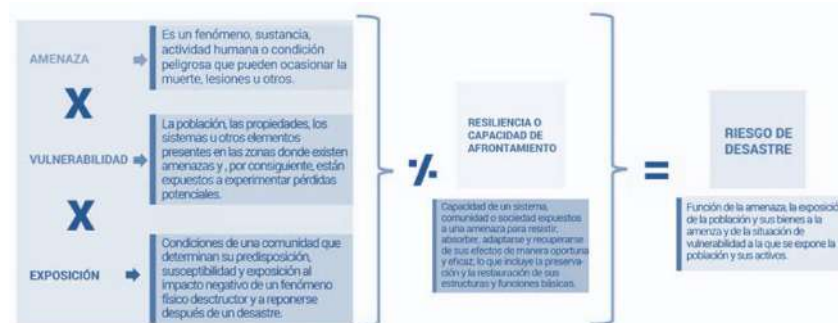 AMENAZA
Es un fenómeno, sustancia,
actividad humana o condición
peligrosa que pueden ocasionar la
muerte, lesiones u otros.
X
VULNERABILIDAD
La población, las propiedades, los
sistemas u otros elementos
presentes en las zonas donde existen
amenazas y , por consiguiente, están
expuestos a experimentar pérdidas
potenciales.
X
EXPOSICIÓN
Condiciones de una comunidad que
determinan su predisposición,
susceptibilidad y exposición al
impacto negativo de un fenómeno
físico desctructor y a reponerse
después de un desastre.
٪
RESILIENCIA O
CAPACIDAD DE
AFRONTAMIENTO
Capacidad de un sistema,
comunidad o sociedad expuestos
a una amenaza para resistir,
absorber, adaptarse y recuperarse
de sus efectos de manera oportuna
y eficaz, lo que incluye la preserva-
ción y la restauración de sus
estructuras y funciones básicas.
=
RIESGO DE
DESASTRE
Función de la amenaza, la exposición
de la población y sus bienes a la
amenza y de la situación de
vulnerabilidad a la que se expone la
población y sus activos.